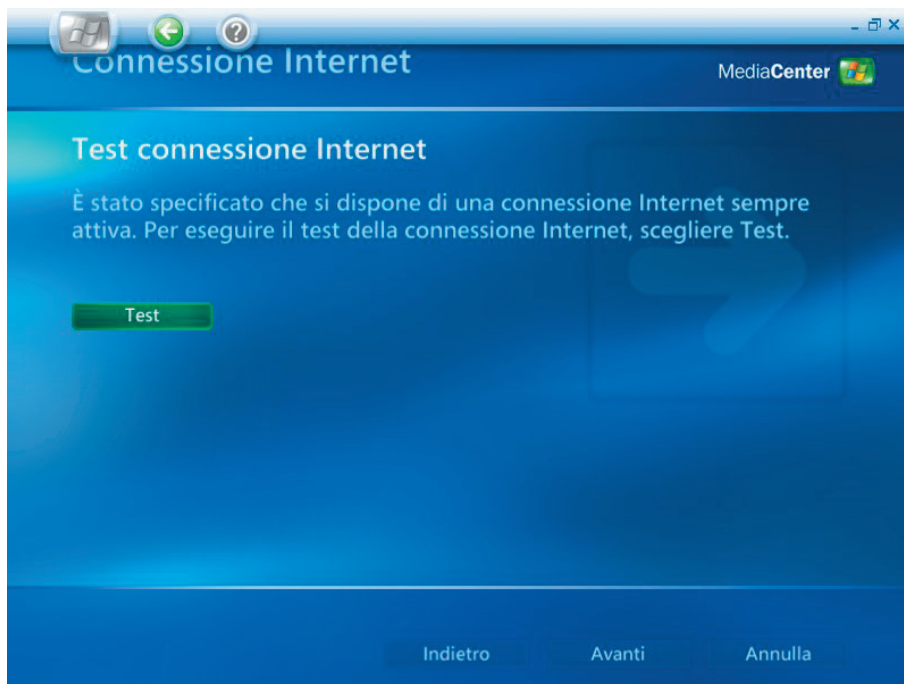 Connessione Internet
MediaCenter
Test connessione Internet
È stato specificato che si dispone di una connessione Internet sempre
attiva. Per eseguire il test della connessione Internet, scegliere Test.
Test
Indietro Avanti Annulla